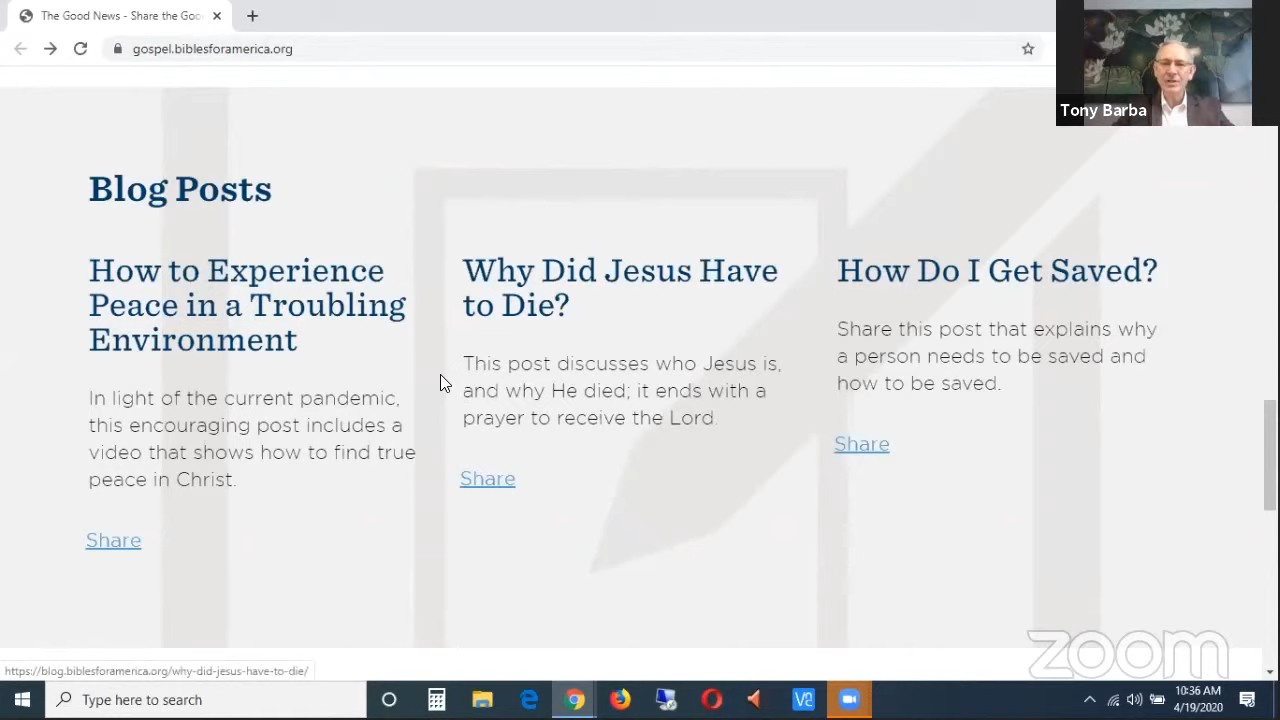 The Good News - Share the Goo
gospel.biblesforamerica.org
Tony Barba
Blog Posts
How to Experience
Peace in a Troubling
Environment
In light of the current pandemic,
this encouraging post includes a
video that shows how to find true
peace in Christ.
Share
Why Did Jesus Have
to Die?
This post discusses who Jesus is,
and why He died; it ends with a
prayer to receive the Lord.
Share
How Do I Get Saved?
Share this post that explains why
a person needs to be saved and
how to be saved.
Share
zoom
https://blog.biblesforamerica.org/why-did-jesus-have-to-die/
Type here to search
10:36 AM
4/19/2020